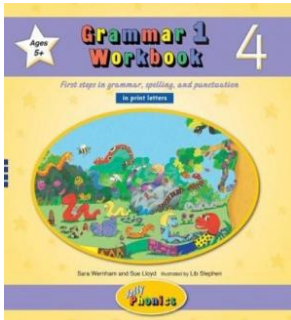 Ages
5+
Grammar 1
Workbook
4
First steps in grammar, spelling, and punctuation
in print letters
Sara Wernham and Sue Lloyd Illustrated by Lib Stephen
Jolly
Phonics